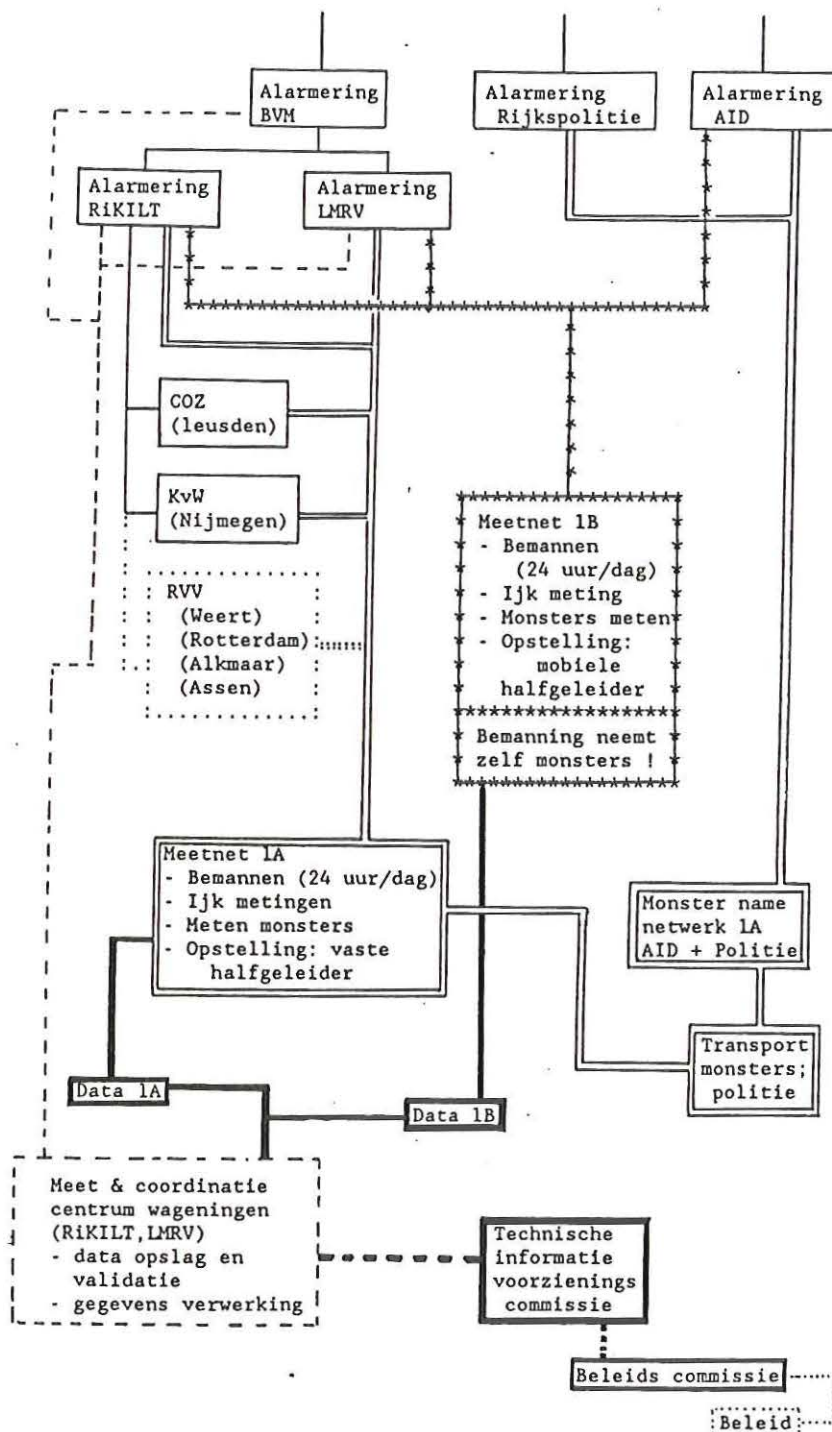 Alarmering
BVM
Alarmering
Rijkspolitie
Alarmering
AID
Alarmering
RiKILT
Alarmering
LMRV
COZ
(leusden)
KvW
(Nijmegen)
RVV
(Weert)
(Rotterdam)
(Alkmaar)
(Assen)
Meetnet 1B
- Bemannen
(24 uur/dag)
- Ijk meting
- Monsters meten
- Opstelling:
mobiele
halfgeleider
Bemanning neemt
zelf monsters !
Meetnet 1A
- Bemannen (24 uur/dag)
- Ijk metingen
- Meten monsters
- Opstelling: vaste
halfgeleider
Monster name
netwerk 1A
AID + Politie
Transport
monsters;
politie
Data 1A
Data 1B
Meet & coordinatie
centrum wageningen
(RiKILT,LMRV)
- data opslag en
validatie
- gegevens verwerking
Technische
informatie
voorzienings
commissie
Beleids commissie
Beleid